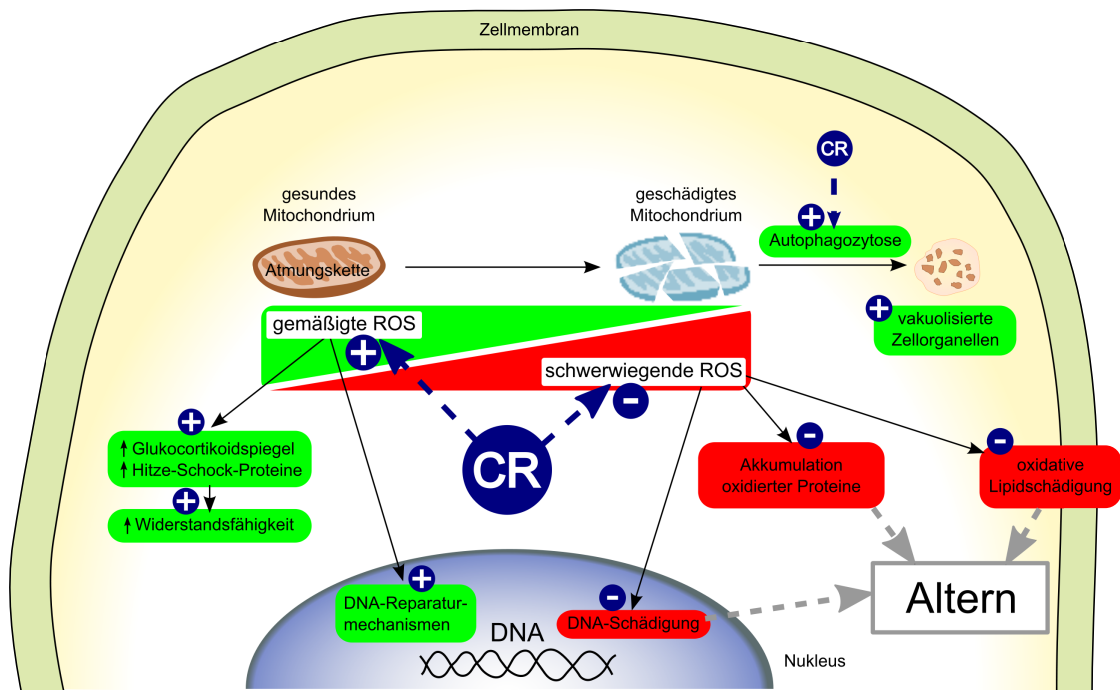 Zellmembran
CR
gesundes
Mitochondrium
geschädigtes
Mitochondrium
+
Autophagozytose
Atmungskette
gemäßigte ROS
+
+
vakuolisierte
Zellorganellen
schwerwiegende ROS
-
+
↑ Glukocortikoidspiegel
↑ Hitze-Schock-Proteine
+
↑ Widerstandsfähigkeit
CR
-
Akkumulation
oxidierter Proteine
-
oxidative
Lipidschädigung
+
DNA-Reparatur-
mechanismen
-
DNA-Schädigung
DNA
Altern
Nukleus